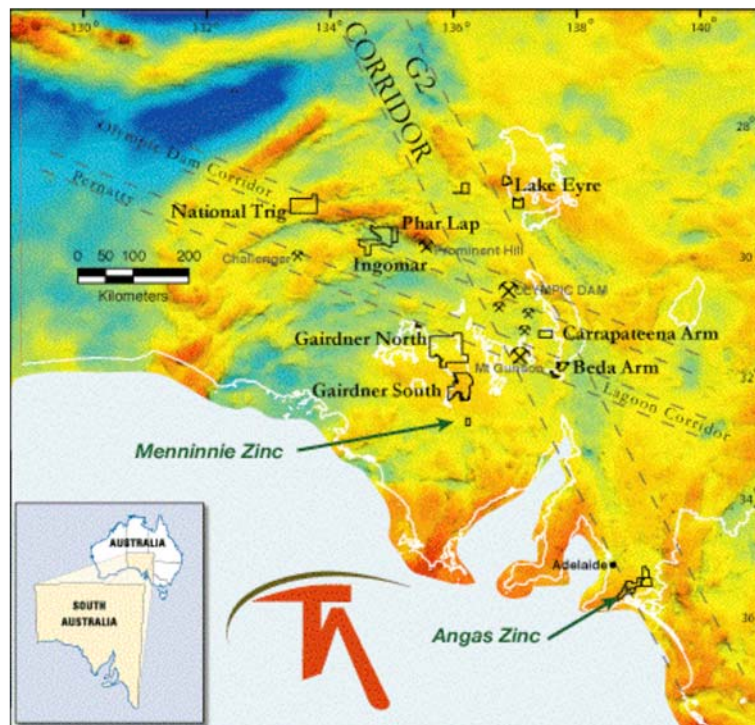 130°
132°
134°
136°
138°
140°
CORRIDOR
G2
28°
Olympic Dam Corridor
Pernatty
Lake Eyre
National Trig
Phar Lap
Prominent Hill
Challenger
Ingomar
30°
0 50 100 200
Kilometers
OLYMPIC DAM
Gairdner North
Carrapateena Arm
Mt Gunson
Beda Arm
32°
Gairdner South
Lagoon Corridor
Menninnie Zinc
34°
AUSTRALIA
SOUTH
AUSTRALIA
Adelaide
Angas Zinc
36°